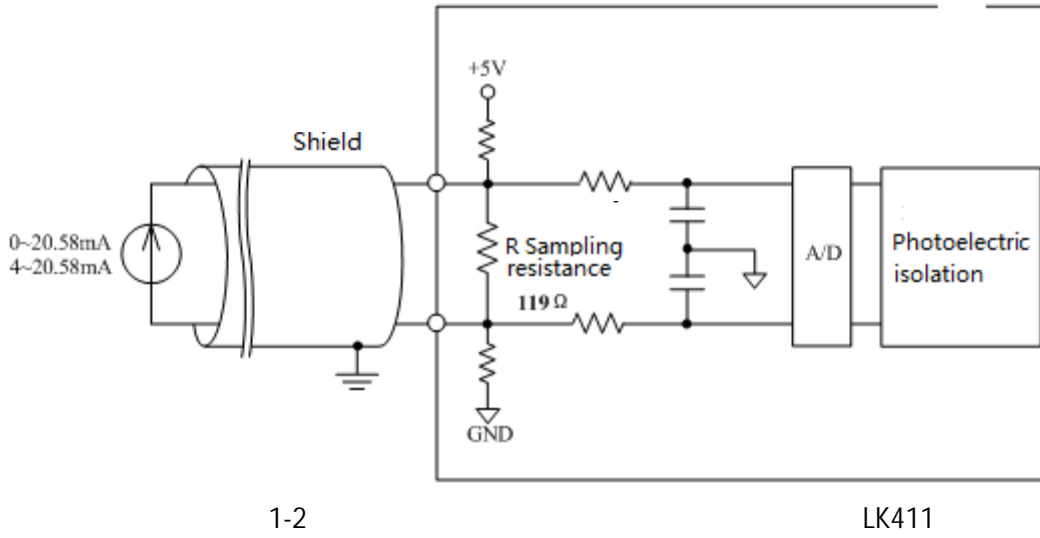 +5V
Shield
0~20.58mA
4~20.58mA
R Sampling
resistance
119 Ω
A/D
Photoelectric
isolation
GND
1-2
LK411